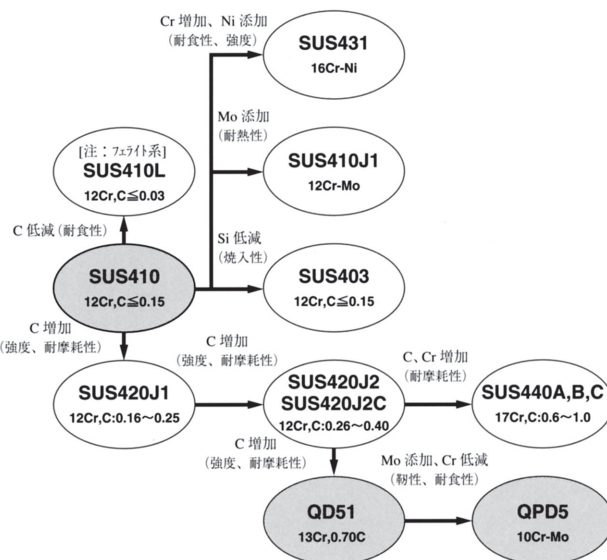 Cr 増加、Ni 添加
(耐食性、強度)
SUS431
16Cr-Ni
Mo 添加
(耐熱性)
SUS410J1
12Cr-Mo
[注：フェライト系]
SUS410L
12Cr,C≦0.03
C 低減(耐食性)
Si 低減
(焼入性)
SUS410
12Cr,C≦0.15
SUS403
12Cr,C≦0.15
C 増加
(強度、耐摩耗性)
C 増加
(強度、耐摩耗性)
C、Cr 増加
(耐摩耗性)
SUS420J1
12Cr,C:0.16～0.25
SUS420J2
SUS420J2C
12Cr,C:0.26～0.40
SUS440A,B,C
17Cr,C:0.6～1.0
C 増加
(強度、耐摩耗性)
Mo 添加、Cr 低減
(靭性、耐食性)
QD51
13Cr,0.70C
QPD5
10Cr-Mo